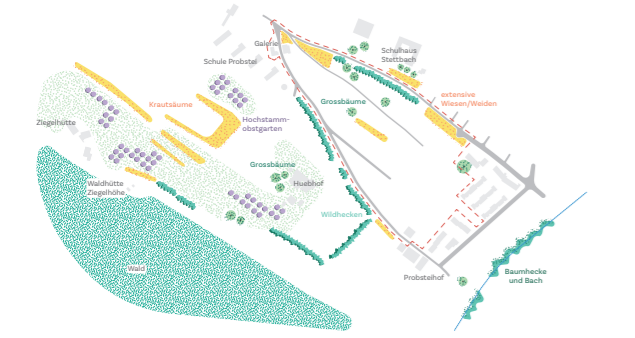 Galerie
Schulhaus
Stettbach
Schule Probstei
extensive
Wiesen/Weiden
Krautsäume
Grossbäume
Ziegelhütte
Hochstamm-
obstgarten
Grossbäume
Waldhütte
Ziegelhöhe
Huebhof
Wildhecken
Wald
Probsteihof
Baumhecke
und Bach